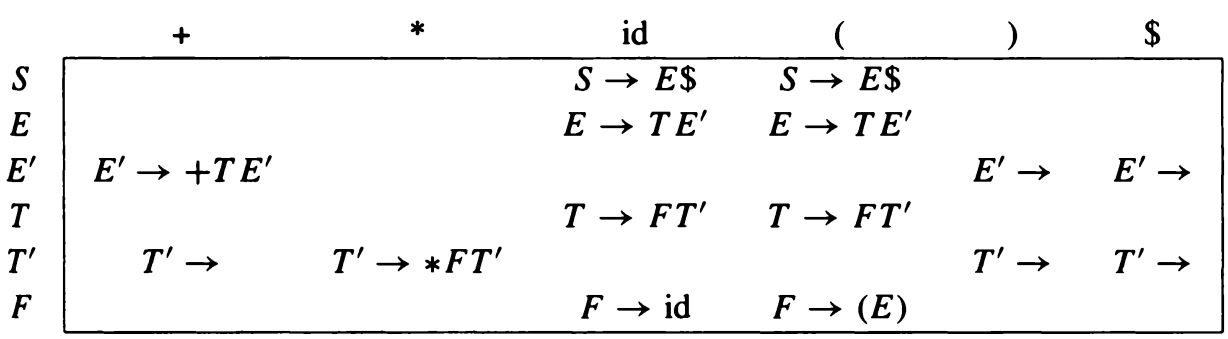 + * id ( ) $
S S → E$ S → E$
E E → TE′ E → TE′
E′ E′ → +TE′ E′ → E′ →
T T → FT′ T → FT′
T′ T′ → T′ → *FT′ T′ → T′ →
F F → id F → (E)